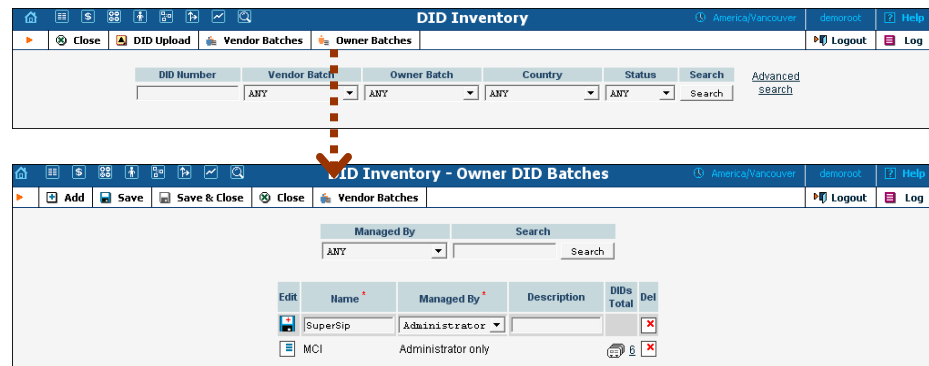 DID Inventory America/Vancouver demoroot ? Help
Close DID Upload Vendor Batches Owner Batches Logout Log
DID Number Vendor Batch Owner Batch Country Status Search Advanced search
ANY ANY ANY ANY Search
DID Inventory - Owner DID Batches America/Vancouver demoroot ? Help
Add Save Save & Close Close Vendor Batches Logout Log
Managed By Search
ANY Search
Edit Name * Managed By * Description DIDs Total Del
SuperSip Administrator
MCI Administrator only 6